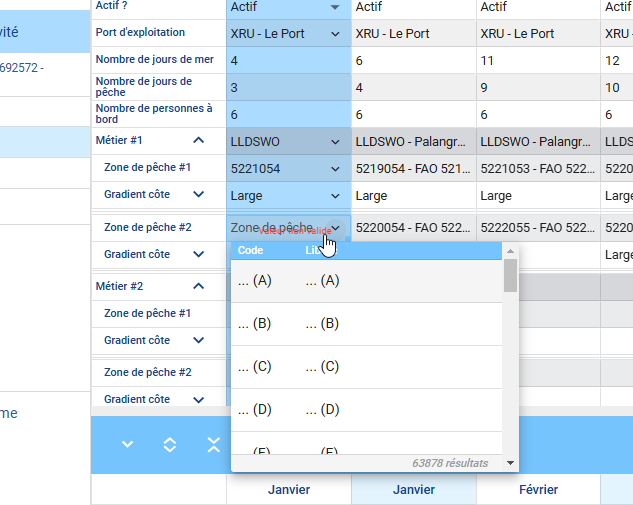 Actif ? Actif Actif Actif Actif
vité
Port d'exploitation XRU - Le Port XRU - Le Port XRU - Le Port XRU -
692572 -
Nombre de jours de mer 4 6 11 12
Nombre de jours de pêche 3 4 9 10
Nombre de personnes à bord 6 6 6 6
Métier #1 LLDSWO LLDSWO - Palangr... LLDSWO - Palangr... LLDS
Zone de pêche #1 5221054 5219054 - FAO 521... 5221053 - FAO 522... 5220
Gradient côte Large Large Large Large
Zone de pêche #2 Zone de pêche 5220054 - FAO 522... 5220055 - FAO 522... 5221
Valeur non valide
Gradient côte Large
Code
Métier #2
... (A) ... (A)
Zone de pêche #1
... (B) ... (B)
Gradient côte
... (C) ... (C)
Zone de pêche #2
Gradient côte
... (D) ... (D)
me
... (E) ... (E)
63878 résultats
Janvier Janvier Février